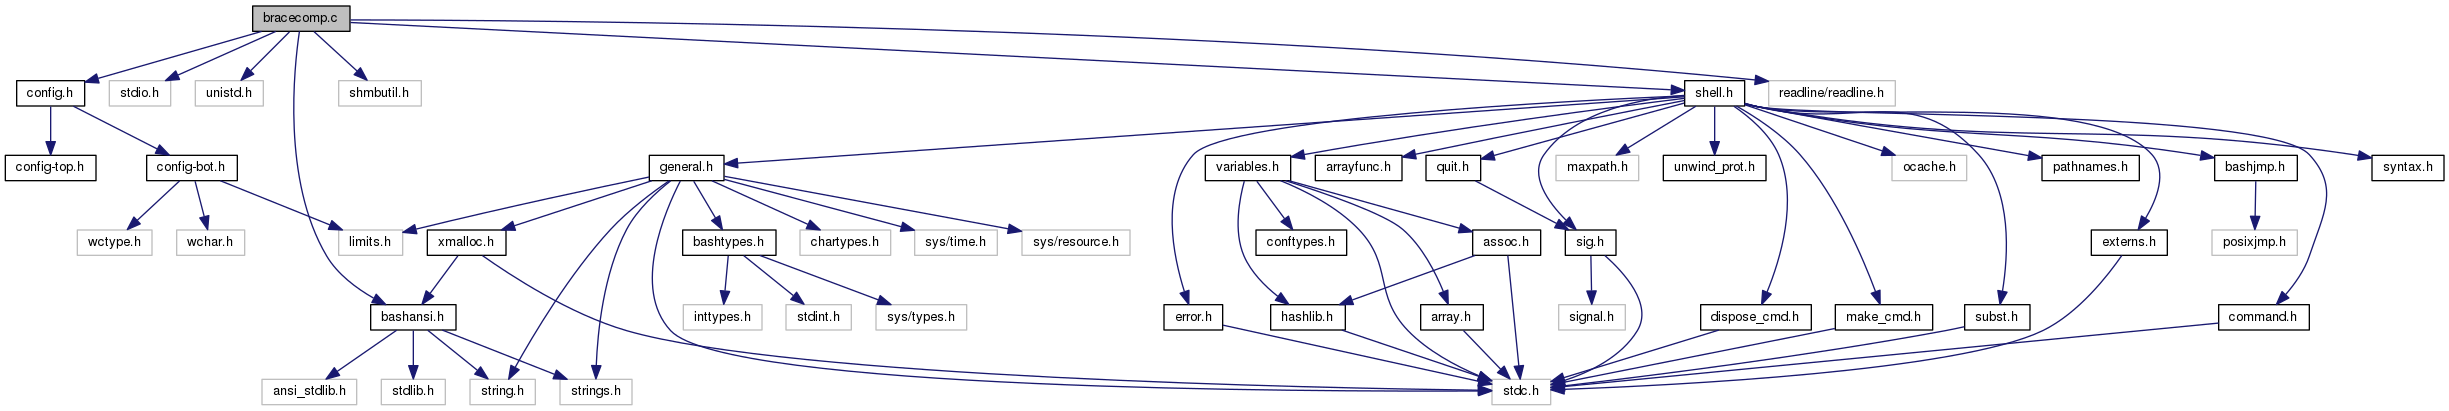 bracecomp.c
config.h
stdio.h
unistd.h
shmbutil.h
shell.h
readline/readline.h
config-top.h
config-bot.h
general.h
variables.h
arrayfunc.h
quit.h
maxpath.h
unwind_prot.h
ocache.h
pathnames.h
bashjmp.h
syntax.h
wctype.h
wchar.h
limits.h
xmalloc.h
bashtypes.h
chartypes.h
sys/time.h
sys/resource.h
conftypes.h
assoc.h
sig.h
externs.h
posixjmp.h
bashansi.h
inttypes.h
stdint.h
sys/types.h
error.h
hashlib.h
array.h
signal.h
dispose_cmd.h
make_cmd.h
subst.h
command.h
ansi_stdlib.h
stdlib.h
string.h
strings.h
stdc.h